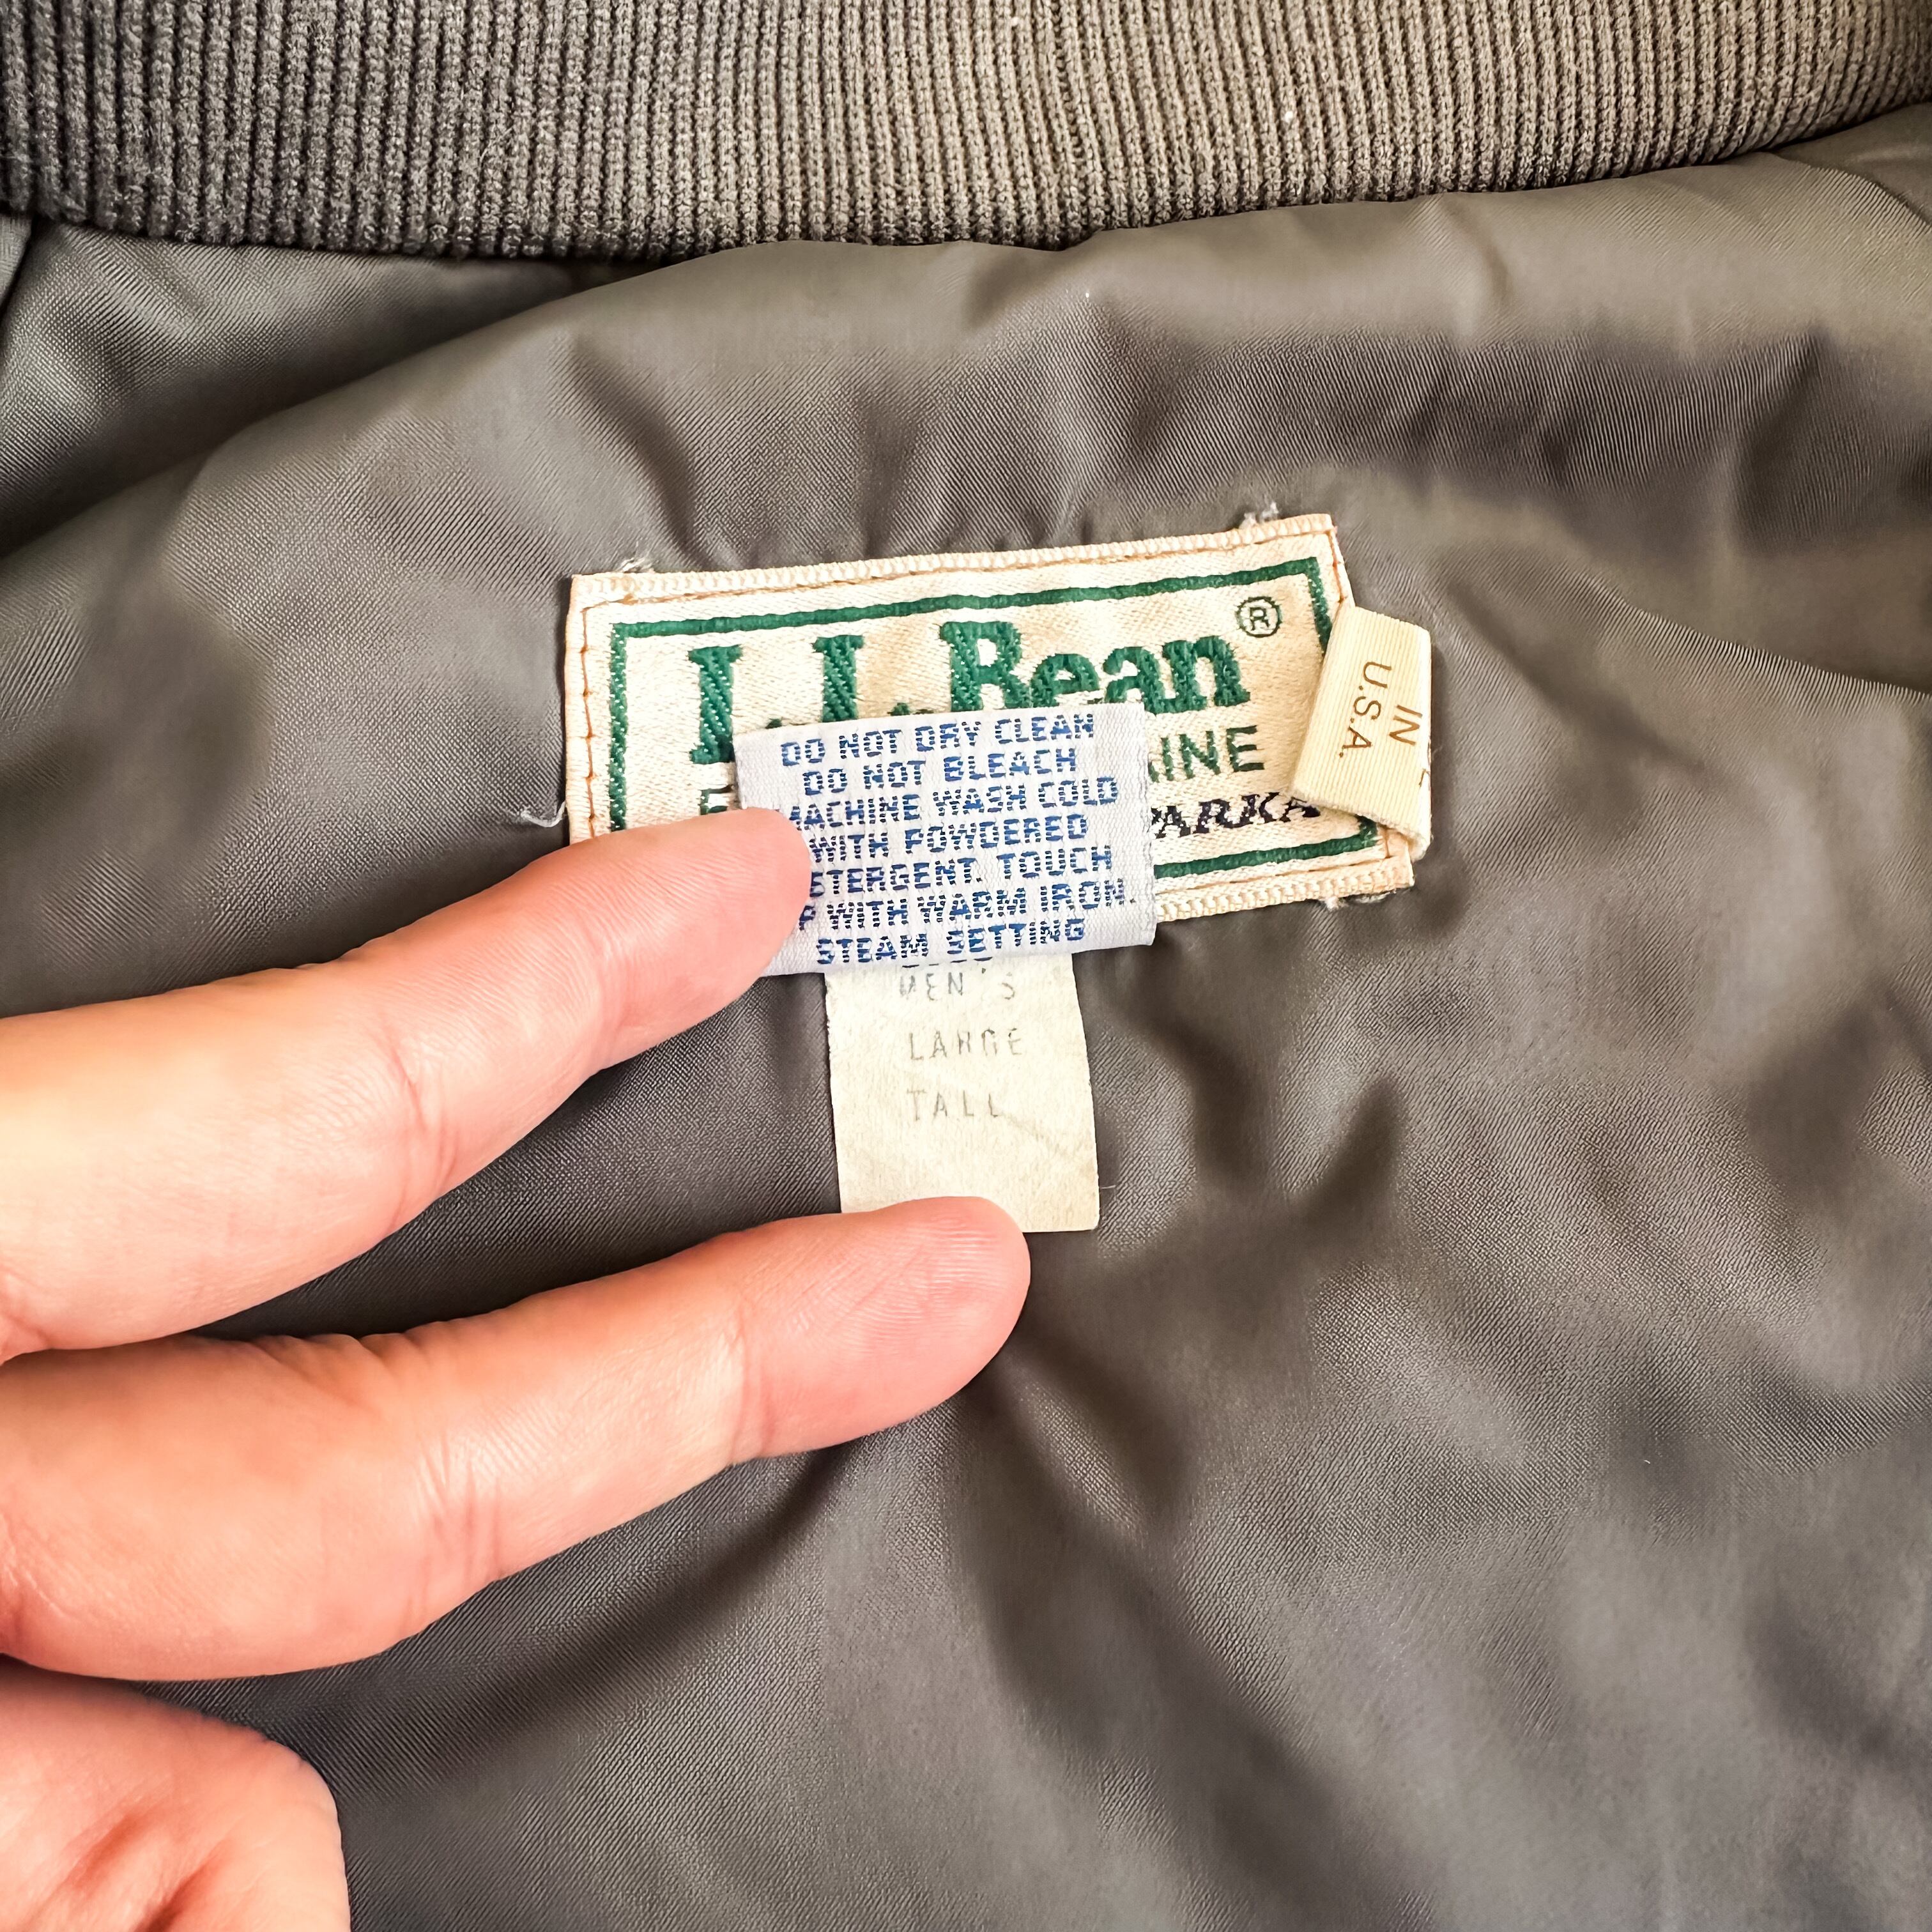 L.L.Bean®
INE
PARKA
IN
U.S.A.
DO NOT DRY CLEAN
DO NOT BLEACH
MACHINE WASH COLD
WITH POWDERED
ETERGENT. TOUCH
P WITH WARM IRON.
STEAM SETTING
MEN'S
LARGE
TALL